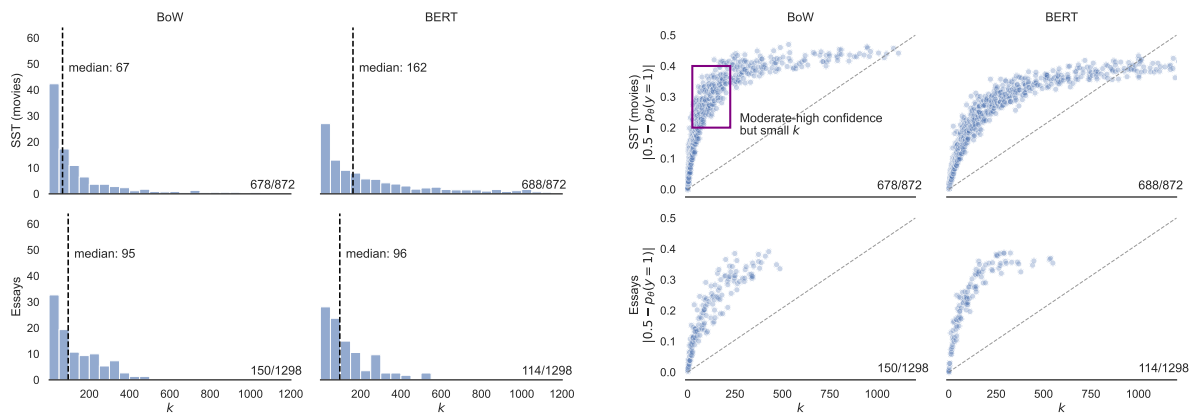 BoW
BERT
60
50
40
30
20
10
0
SST (movies)
median: 67
678/872
median: 162
688/872
60
50
40
30
20
10
0
Essays
median: 95
150/1298
200 400 600 800 1000 1200
k
median: 96
114/1298
200 400 600 800 1000 1200
k
BoW
BERT
0.5
0.4
0.3
0.2
0.1
0.0
SST (movies)
|0.5 − pθ(y = 1)|
Moderate-high confidence
but small k
678/872
688/872
0.5
0.4
0.3
0.2
0.1
0.0
Essays
|0.5 − pθ(y = 1)|
150/1298
0 250 500 750 1000
k
114/1298
0 250 500 750 1000
k